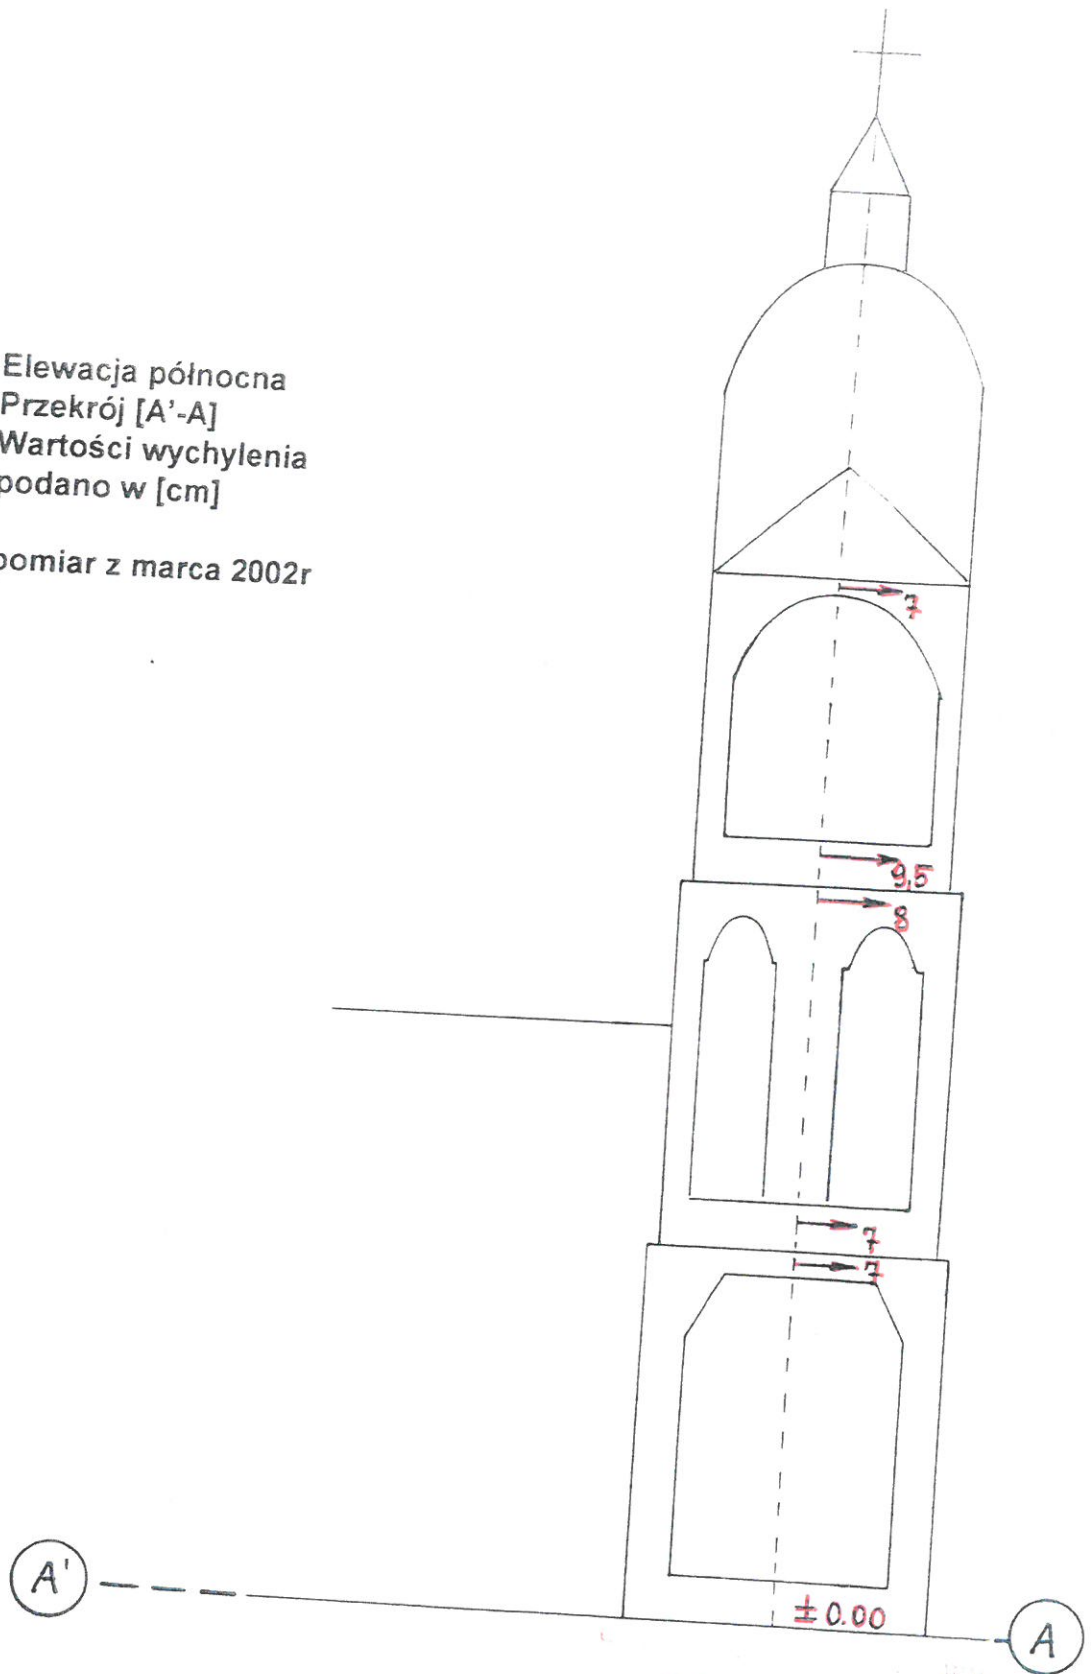 Elewacja północna
Przekrój [A'-A]
Wartości wychylenia
podano w [cm]
pomiar z marca 2002r
7
9,5
8
7
7
± 0.00
A'
A